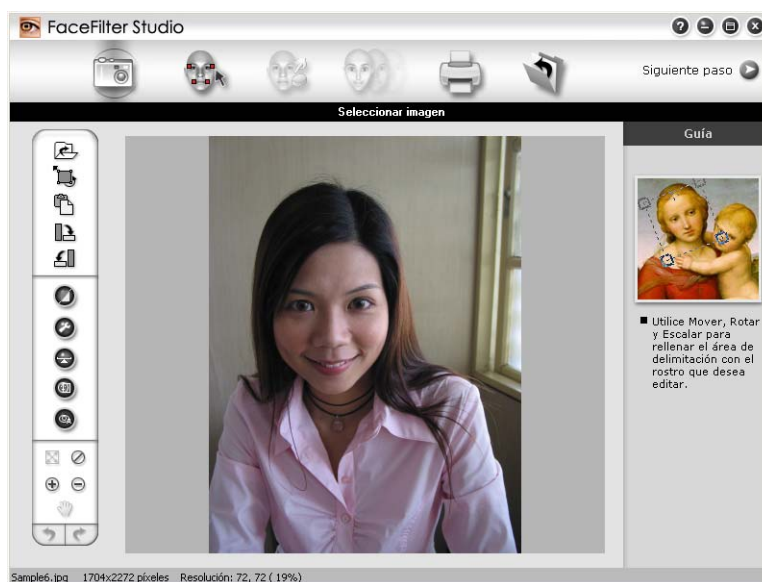 FaceFilter Studio
Siguiente paso
Seleccionar imagen
Guía
Utilice Mover, Rotar
y Escalar para
rellenar el área de
delimitación con el
rostro que desea
editar.
Sample6.jpg 1704x2272 píxeles Resolución: 72, 72 ( 19%)